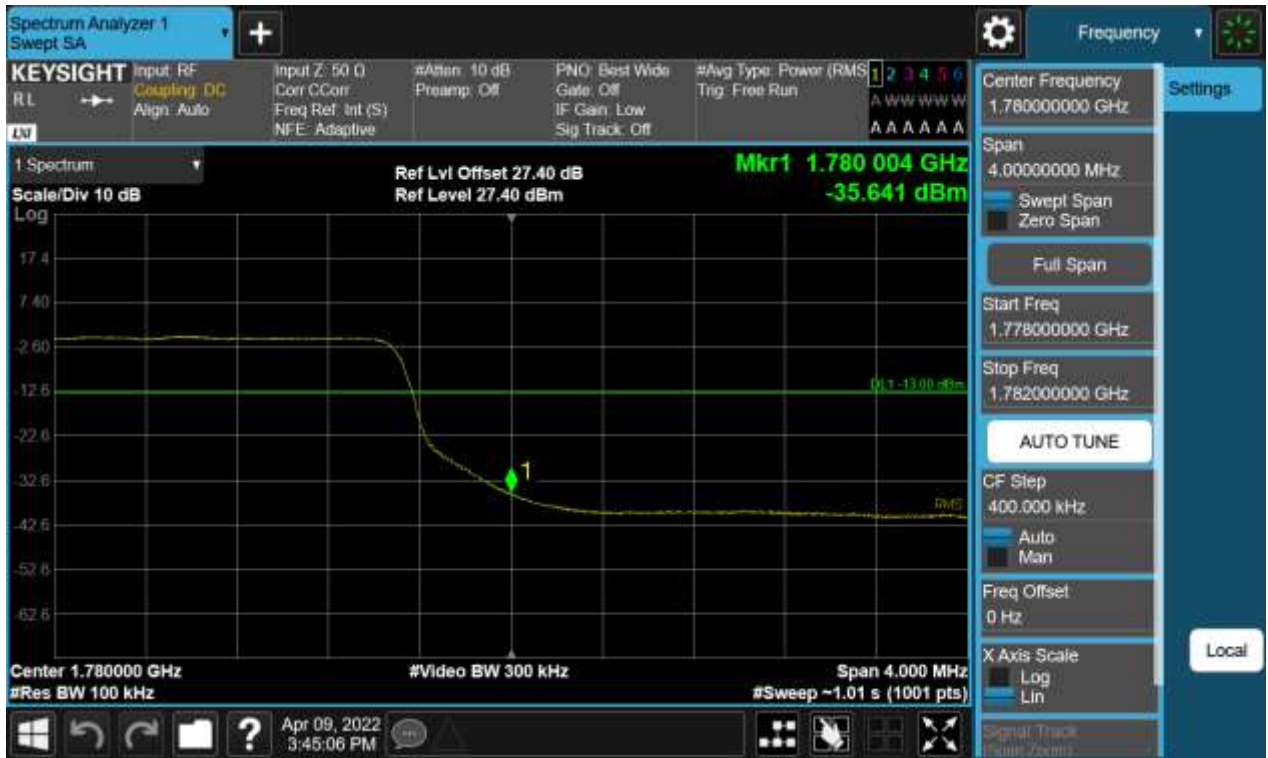 Spectrum Analyzer 1
Swept SA
+
Frequency
KEYSIGHT
RL
LXI
Input: RF
Coupling: DC
Align: Auto
Input Z: 50 Ω
Corr CCorr
Freq Ref: Int (S)
NFE: Adaptive
#Atten: 10 dB
Preamp: Off
PNO: Best Wide
Gate: Off
IF Gain: Low
Sig Track: Off
#Avg Type: Power (RMS
Trig: Free Run
1 2 3 4 5 6
A W W W W W
A A A A A A
1 Spectrum
Scale/Div 10 dB
Log
Ref Lvl Offset 27.40 dB
Ref Level 27.40 dBm
Mkr1 1.780 004 GHz
-35.641 dBm
17.4
7.40
-2.60
-12.6
-22.6
-32.6
-42.6
-52.6
-62.6
DL1 -13.00 dBm
1
RMS
Center 1.780000 GHz
#Res BW 100 kHz
#Video BW 300 kHz
Span 4.000 MHz
#Sweep ~1.01 s (1001 pts)
Center Frequency
1.780000000 GHz
Settings
Span
4.00000000 MHz
Swept Span
Zero Span
Full Span
Start Freq
1.778000000 GHz
Stop Freq
1.782000000 GHz
AUTO TUNE
CF Step
400.000 kHz
Auto
Man
Freq Offset
0 Hz
X Axis Scale
Log
Lin
Local
Signal Track
(Span Zoom)
?
Apr 09, 2022
3:45:06 PM